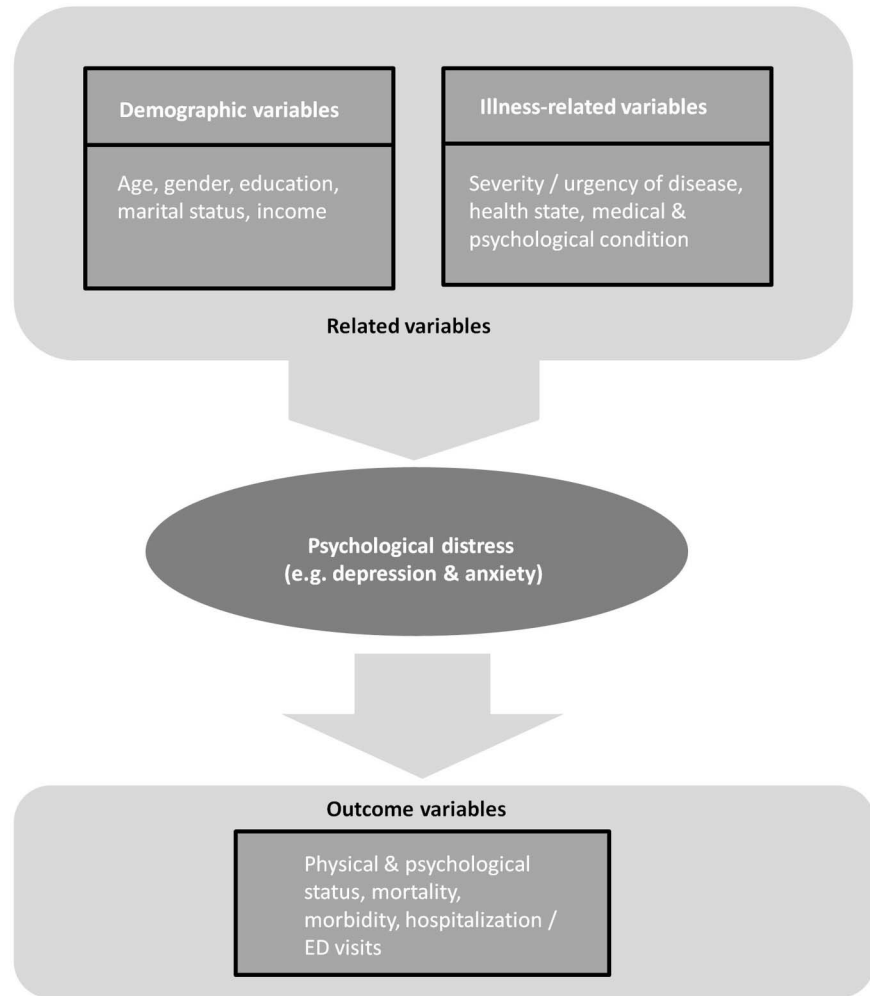 Demographic variables
Age, gender, education,
marital status, income
Illness-related variables
Severity / urgency of disease,
health state, medical &
psychological condition
Related variables
Psychological distress
(e.g. depression & anxiety)
Outcome variables
Physical & psychological
status, mortality,
morbidity, hospitalization /
ED visits